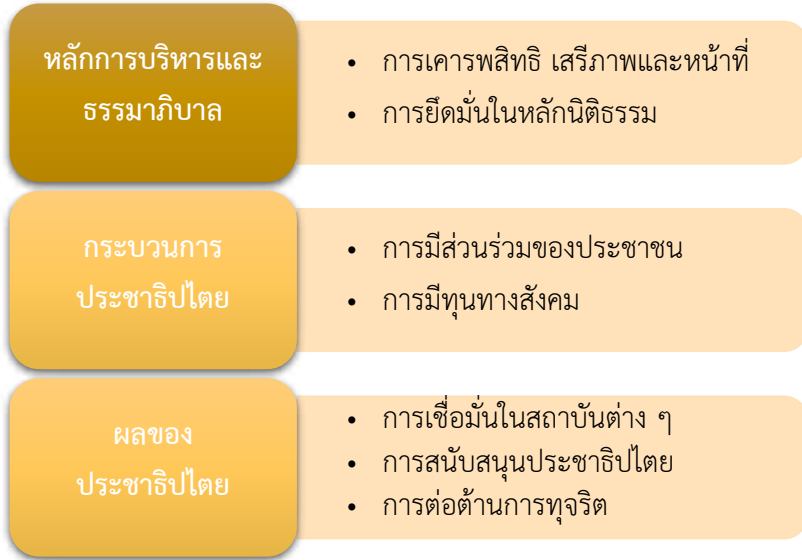 หลักการบริหารและ
ธรรมาภิบาล
• การเคารพสิทธิ เสรีภาพและหน้าที่
• การยึดมั่นในหลักนิติธรรม
กระบวนการ
ประชาธิปไตย
• การมีส่วนร่วมของประชาชน
• การมีทุนทางสังคม
ผลของ
ประชาธิปไตย
• การเชื่อมั่นในสถาบันต่าง ๆ
• การสนับสนุนประชาธิปไตย
• การต่อต้านการทุจริต